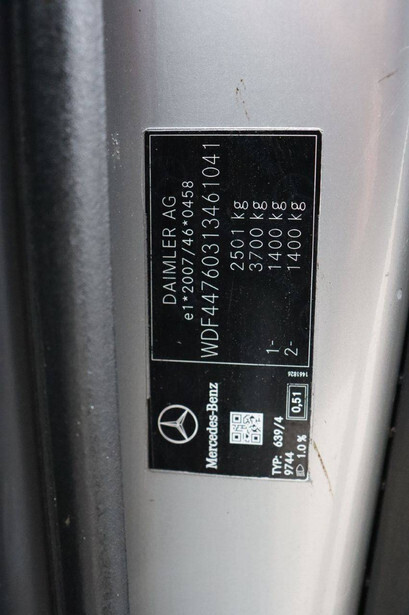 DAIMLER AG
e1*2007/46*0458
WDF44760313461041
2501 kg
3700 kg
1- 1400 kg
2- 1400 kg
1461826
Mercedes-Benz
TYP: 639/4
9744
1.0 %
0,51